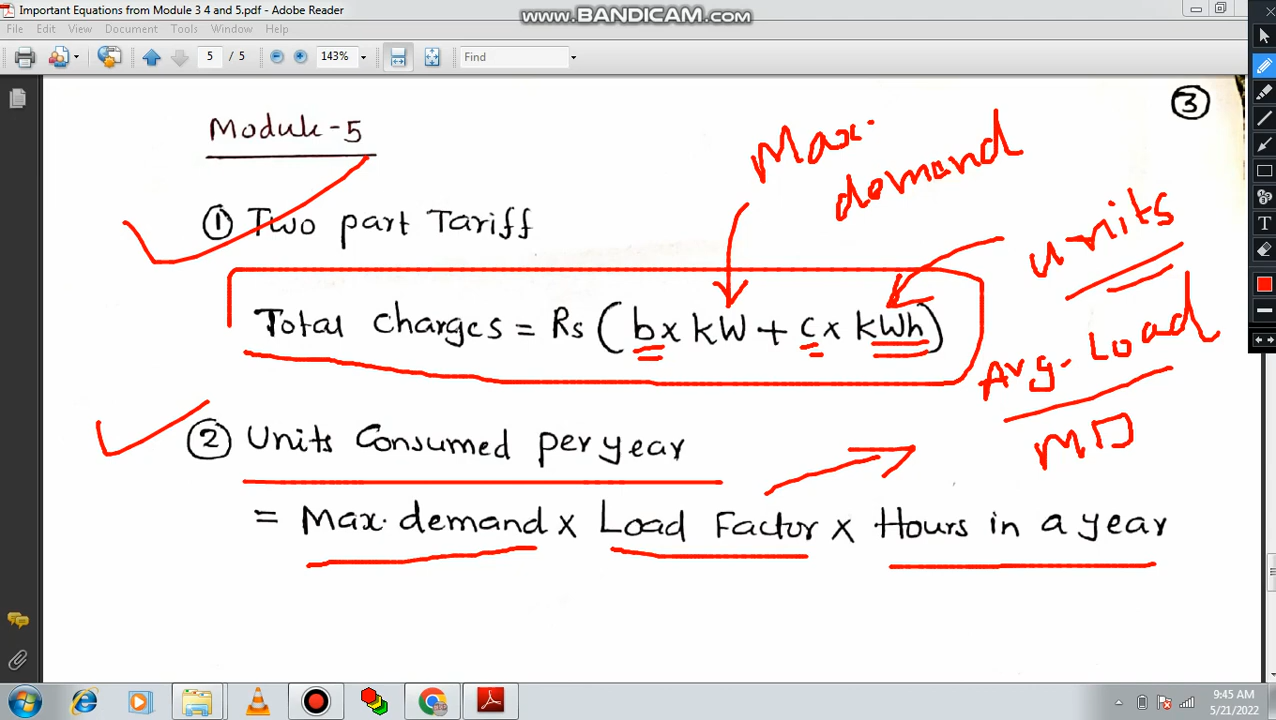 Important Equations from Module 3 4 and 5.pdf - Adobe Reader
www.BANDICAM.com
File Edit View Document Tools Window Help
5 / 5 143% Find
3
Module-5
Max.
demand
① Two part Tariff
units
Total charges = Rs (b x kW + c x kWh)
Avg. Load
MD
② Units Consumed per year
= Max. demand x Load Factor x Hours in a year
9:45 AM
5/21/2022